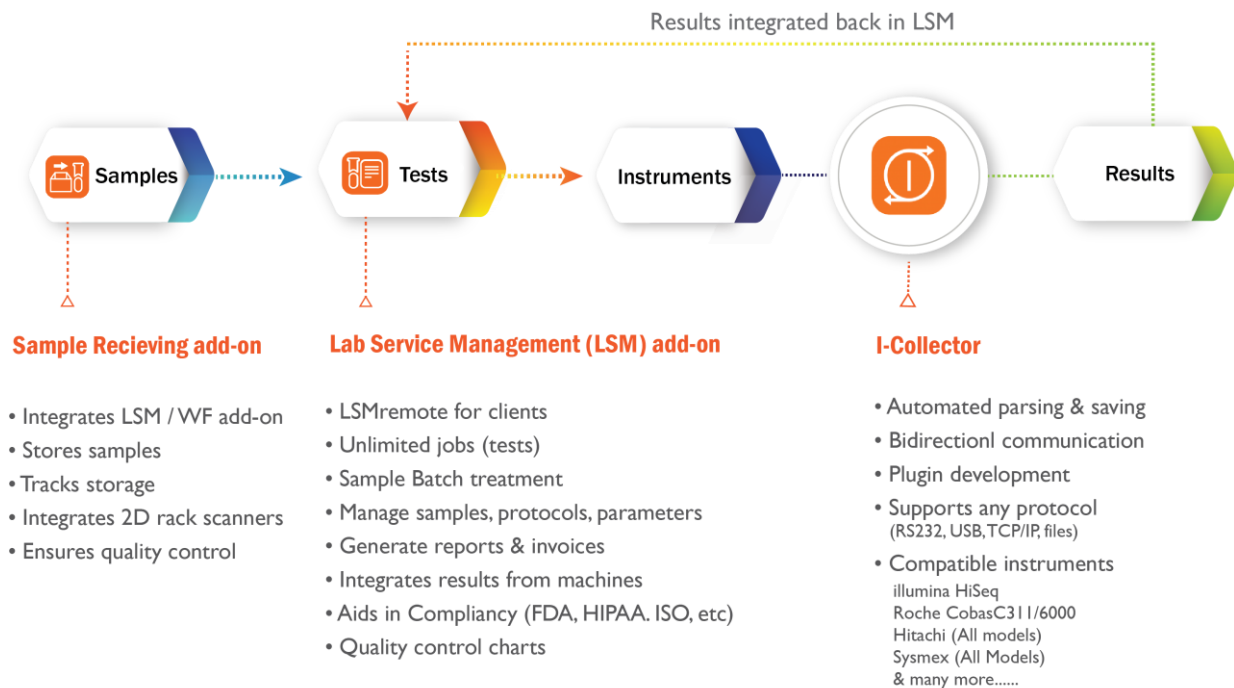 Results integrated back in LSM
Samples
Tests
Instruments
Results
Sample Recieving add-on
• Integrates LSM / WF add-on
• Stores samples
• Tracks storage
• Integrates 2D rack scanners
• Ensures quality control
Lab Service Management (LSM) add-on
• LSMremote for clients
• Unlimited jobs (tests)
• Sample Batch treatment
• Manage samples, protocols, parameters
• Generate reports & invoices
• Integrates results from machines
• Aids in Compliancy (FDA, HIPAA. ISO, etc)
• Quality control charts
I-Collector
• Automated parsing & saving
• Bidirectionl communication
• Plugin development
• Supports any protocol
(RS232, USB, TCP/IP, files)
• Compatible instruments
illumina HiSeq
Roche CobasC311/6000
Hitachi (All models)
Sysmex (All Models)
& many more......